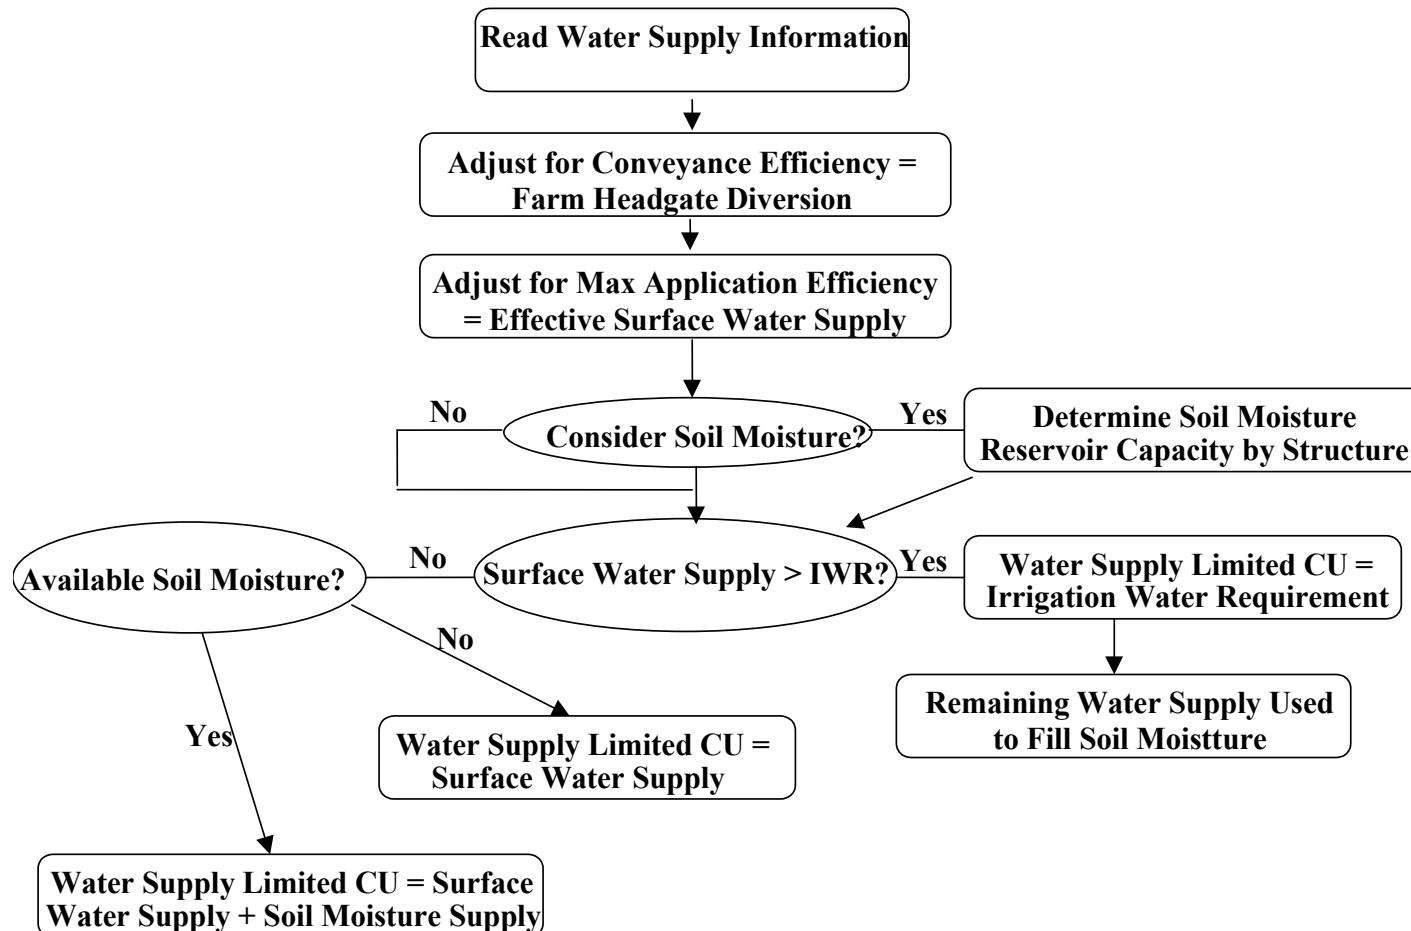 Read Water Supply Information
Adjust for Conveyance Efficiency =
Farm Headgate Diversion
Adjust for Max Application Efficiency
= Effective Surface Water Supply
No
Consider Soil Moisture?
Yes
Determine Soil Moisture
Reservoir Capacity by Structure
Available Soil Moisture?
No
Surface Water Supply > IWR?
Yes
Water Supply Limited CU =
Irrigation Water Requirement
No
Remaining Water Supply Used
to Fill Soil Moistture
Yes
Water Supply Limited CU =
Surface Water Supply
Water Supply Limited CU = Surface
Water Supply + Soil Moisture Supply